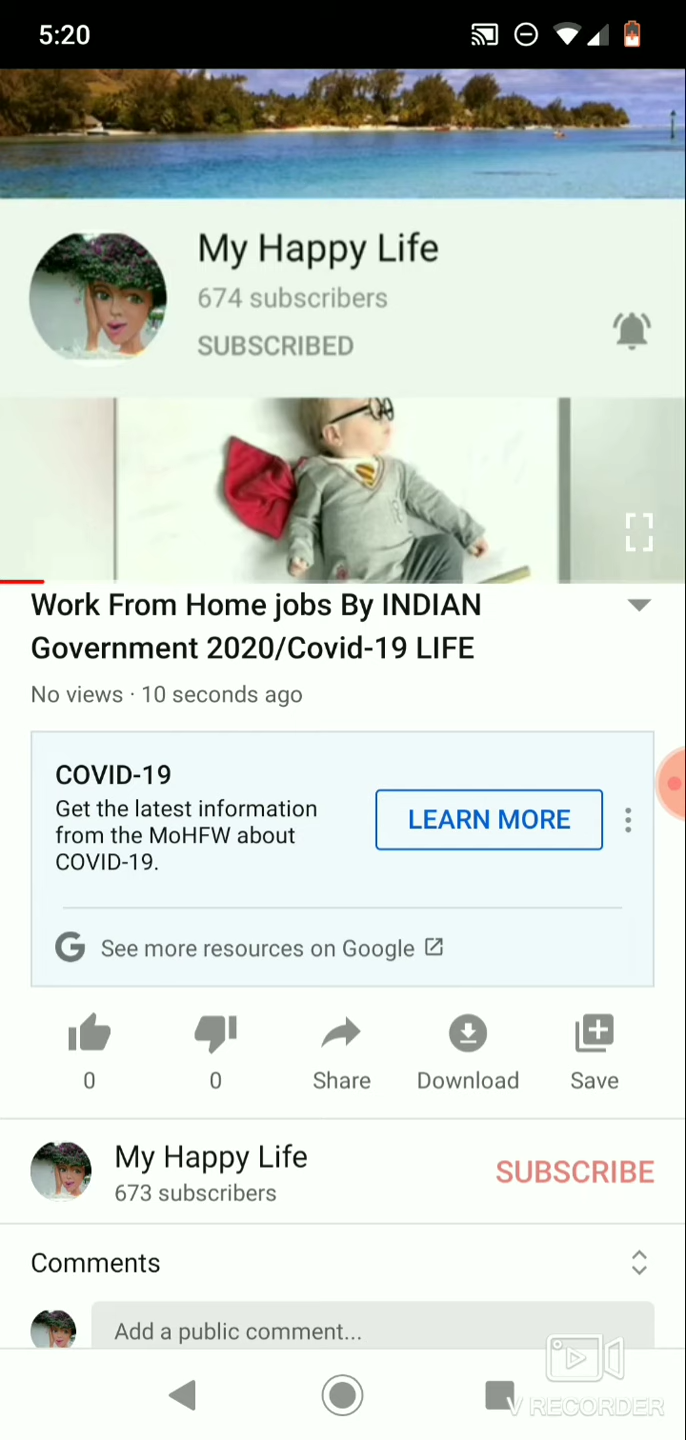 5:20
My Happy Life
674 subscribers
SUBSCRIBED
Work From Home jobs By INDIAN
Government 2020/Covid-19 LIFE
No views · 10 seconds ago
COVID-19
Get the latest information
from the MoHFW about
COVID-19.
LEARN MORE
See more resources on Google
0
0
Share
Download
Save
My Happy Life
673 subscribers
SUBSCRIBE
Comments
Add a public comment...
V RECORDER